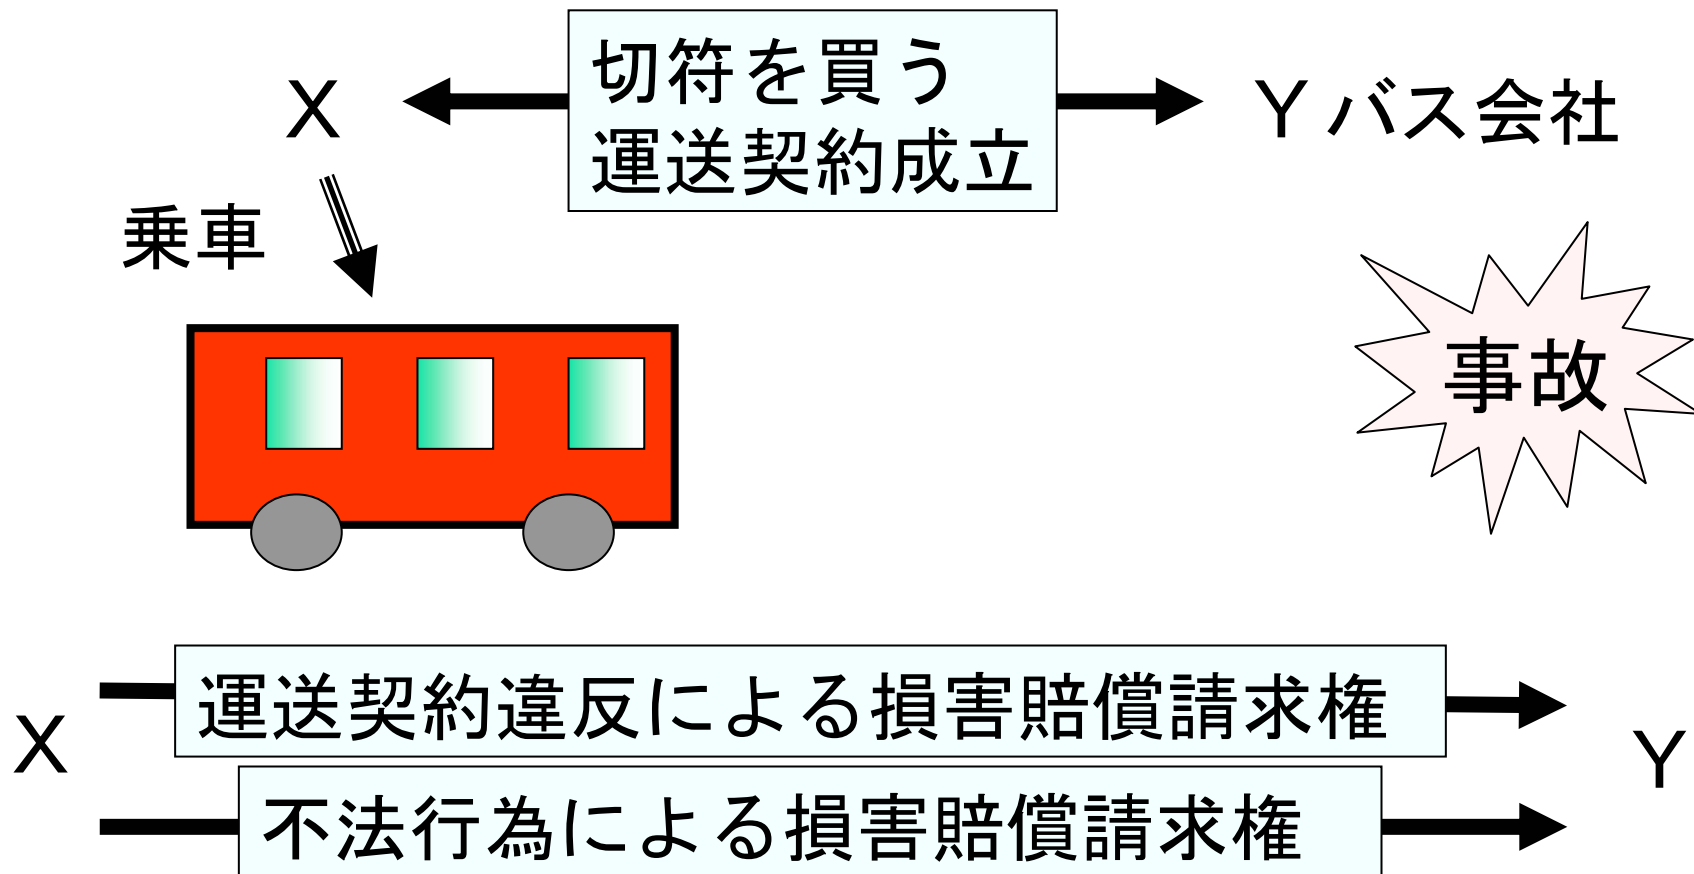 X
切符を買う
運送契約成立
Yバス会社
乗車
事故
X
運送契約違反による損害賠償請求権
不法行為による損害賠償請求権
Y